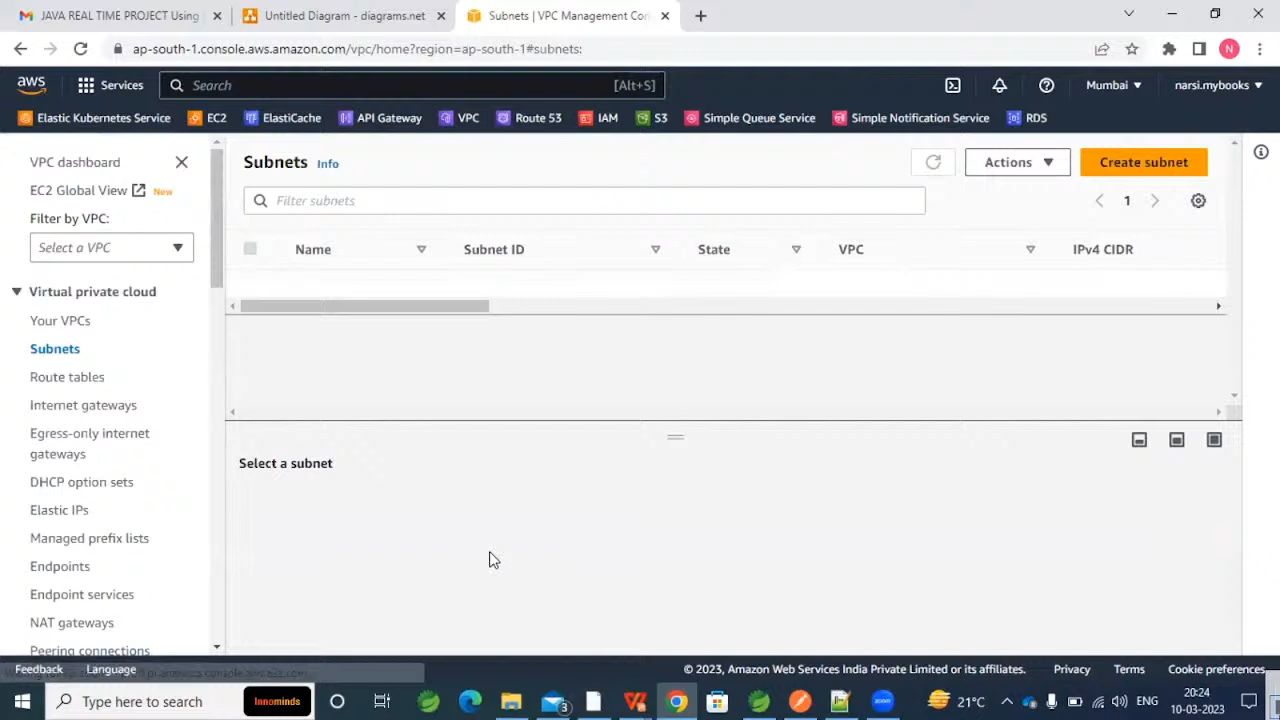 JAVA REAL TIME PROJECT Using
Untitled Diagram - diagrams.net
Subnets | VPC Management Con
ap-south-1.console.aws.amazon.com/vpc/home?region=ap-south-1#subnets:
N
aws
Services
Search
[Alt+S]
Mumbai
narsi.mybooks
Elastic Kubernetes Service
EC2
ElastiCache
API Gateway
VPC
Route 53
IAM
S3
Simple Queue Service
Simple Notification Service
RDS
VPC dashboard
EC2 Global View
New
Filter by VPC:
Select a VPC
Virtual private cloud
Your VPCs
Subnets
Route tables
Internet gateways
Egress-only internet
gateways
DHCP option sets
Elastic IPs
Managed prefix lists
Endpoints
Endpoint services
NAT gateways
Peering connections
Subnets
Info
Actions
Create subnet
Filter subnets
1
Name
Subnet ID
State
VPC
IPv4 CIDR
Select a subnet
Feedback
Language
© 2023, Amazon Web Services India Private Limited or its affiliates.
Privacy
Terms
Cookie preferences
Type here to search
Innominds
3
zoom
21°C
ENG
20:24
10-03-2023